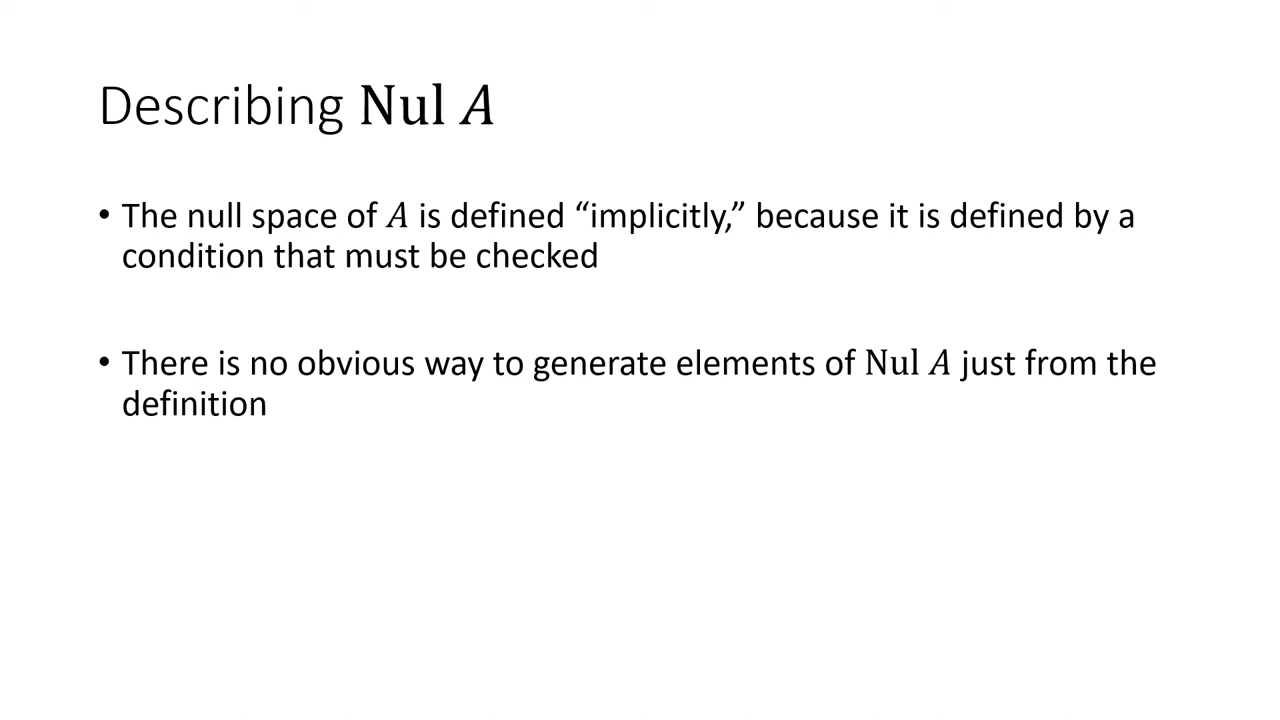 Describing Nul A
• The null space of A is defined “implicitly,” because it is defined by a
condition that must be checked
• There is no obvious way to generate elements of Nul A just from the
definition